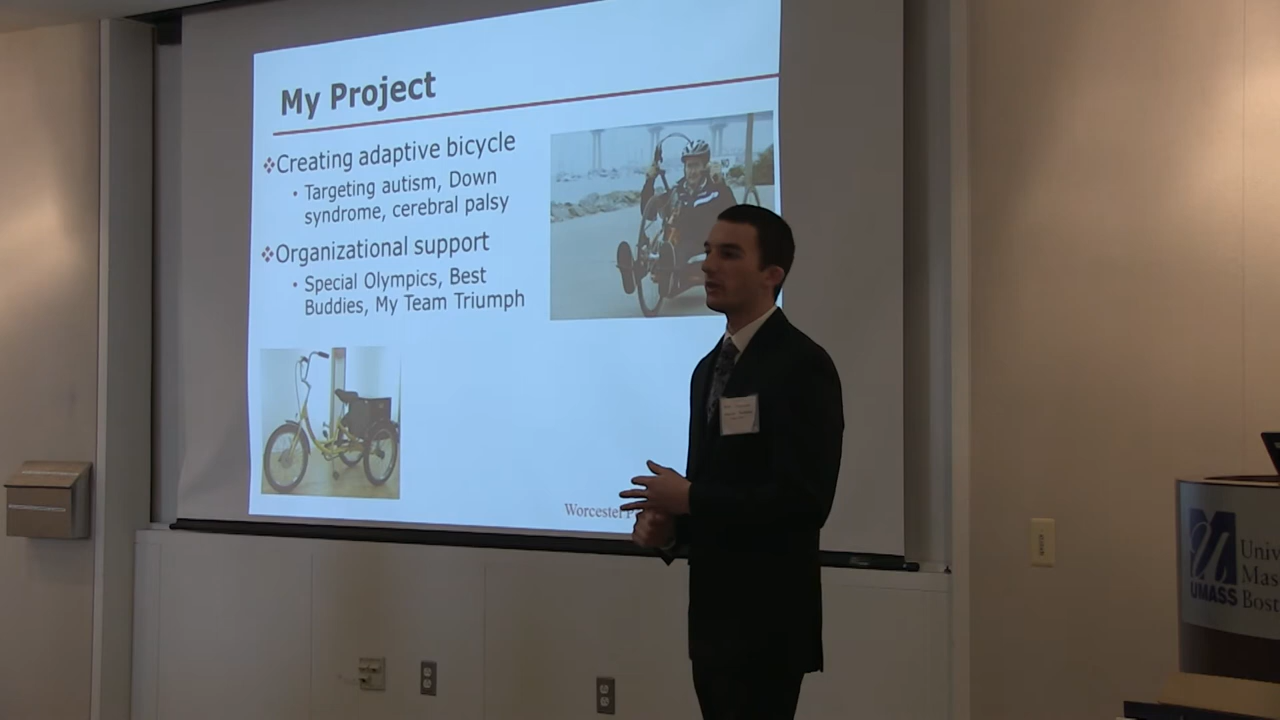 My Project
❖Creating adaptive bicycle
• Targeting autism, Down
syndrome, cerebral palsy
❖Organizational support
• Special Olympics, Best
Buddies, My Team Triumph
Worcester
UMASS
Univ
Mas
Bost